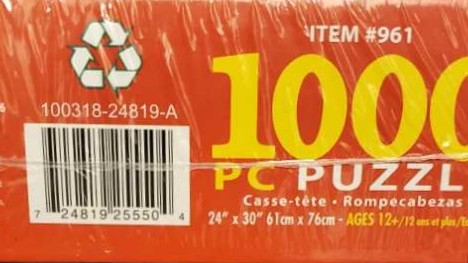 ITEM #961
100318-24819-A
1000
PC PUZZL
Casse-tête • Rompecabezas
24" x 30" 61cm x 76cm - AGES 12+/12 ans et plus/
7 24819 25550 4